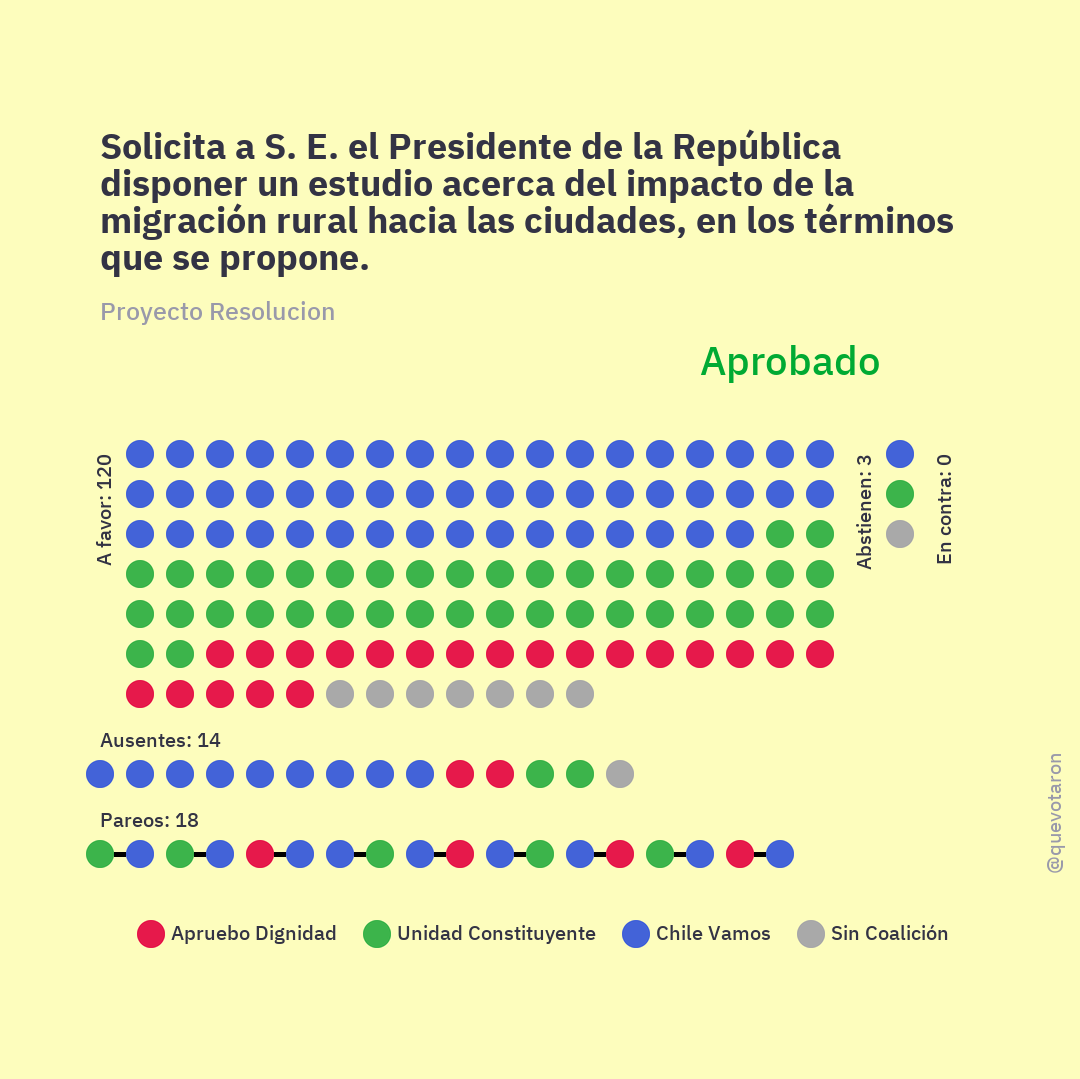 Solicita a S. E. el Presidente de la República
disponer un estudio acerca del impacto de la
migración rural hacia las ciudades, en los términos
que se propone.
Proyecto Resolucion
Aprobado
A favor: 120
Abstienen: 3
En contra: 0
Ausentes: 14
Pareos: 18
@quevotaron
Apruebo Dignidad
Unidad Constituyente
Chile Vamos
Sin Coalición